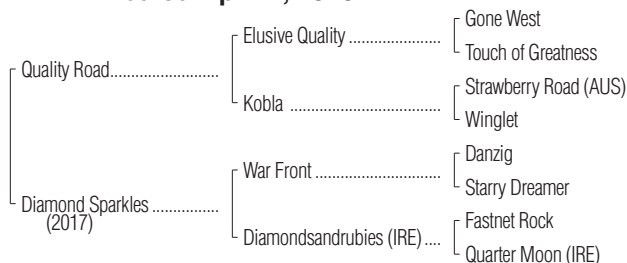 Gone West
Elusive Quality ........................
Touch of Greatness
Quality Road.....................
Strawberry Road (AUS)
Kobla ........................................
Winglet
Danzig
War Front .................................
Starry Dreamer
Diamond Sparkles .............
(2017)
Fastnet Rock
Diamondsandrubies (IRE) ....
Quarter Moon (IRE)